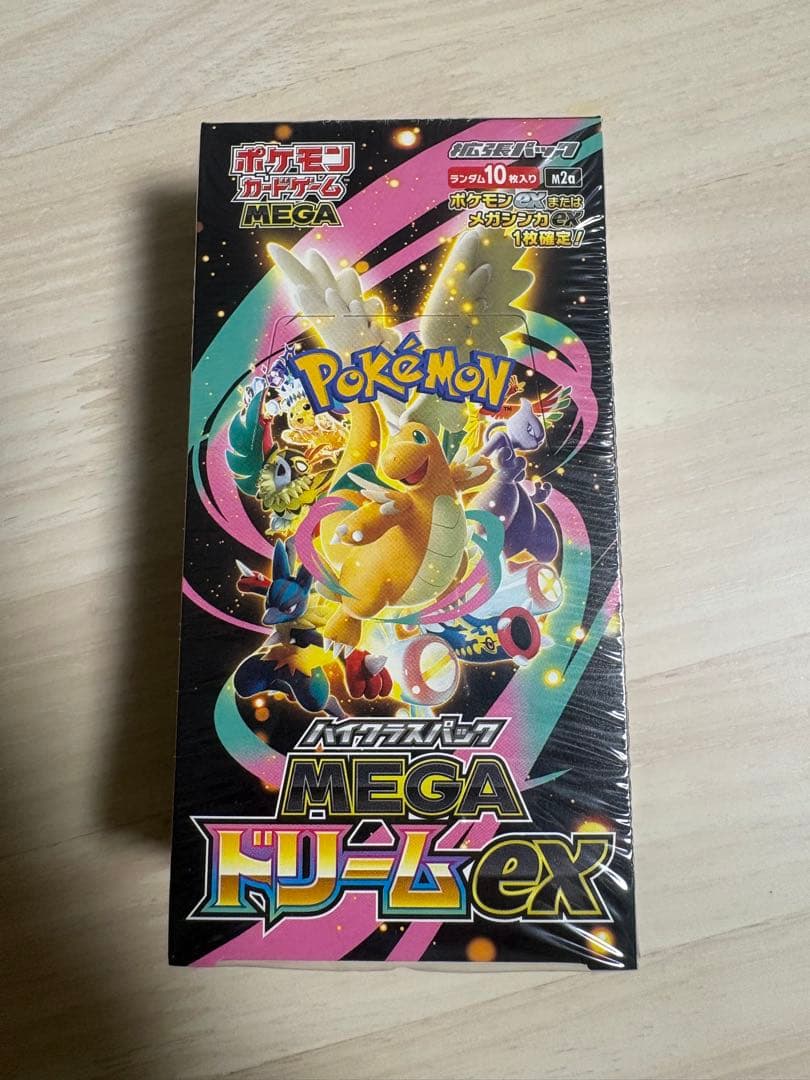 ポケモン
カードゲーム
MEGA
拡張パック
ランダム10枚入り M2a
ポケモンexまたは
メガシンカex
1枚確定!
POKéMON
TM
ハイクラスパック
MEGA
ドリームex